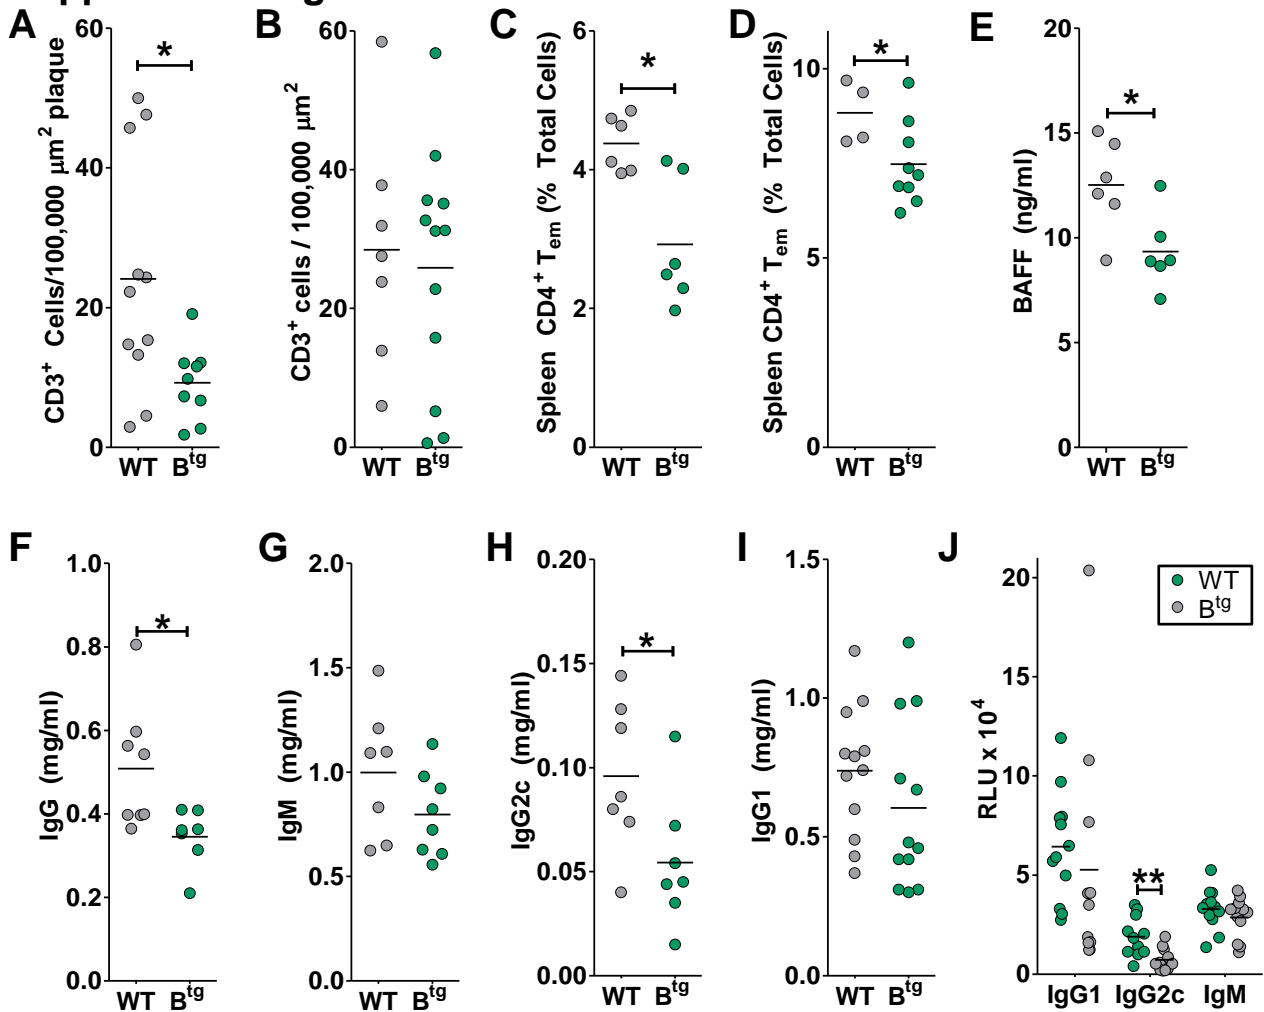 A
60
40
20
0
CD3⁺ Cells/100,000 μm² plaque
*
WT Bᵗᵍ
B
60
40
20
0
CD3⁺ cells / 100,000 μm²
WT Bᵗᵍ
C
6
4
2
0
Spleen CD4⁺ Tₑₘ (% Total Cells)
*
WT Bᵗᵍ
D
10
5
0
Spleen CD4⁺ Tₑₘ (% Total Cells)
*
WT Bᵗᵍ
E
20
15
10
5
0
BAFF (ng/ml)
*
WT Bᵗᵍ
F
1.0
0.8
0.6
0.4
0.2
0.0
IgG (mg/ml)
*
WT Bᵗᵍ
G
2.0
1.5
1.0
0.5
0.0
IgM (mg/ml)
WT Bᵗᵍ
H
0.20
0.15
0.10
0.05
0.00
IgG2c (mg/ml)
*
WT Bᵗᵍ
I
1.5
1.0
0.5
0.0
IgG1 (mg/ml)
WT Bᵗᵍ
J
20
15
10
5
0
RLU x 10⁴
WT
Bᵗᵍ
**
IgG1 IgG2c IgM